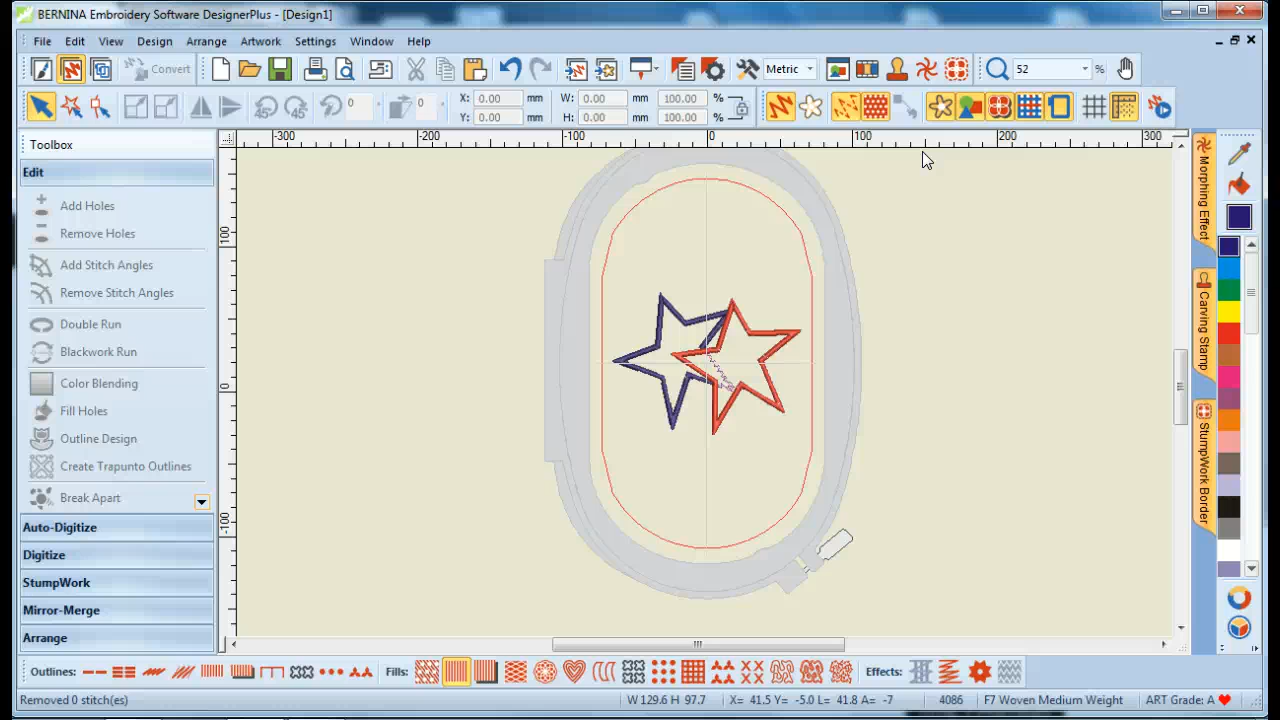 BERNINA Embroidery Software DesignerPlus - [Design1]
File Edit View Design Arrange Artwork Settings Window Help
Convert Metric 52 %
0 0 X: 0.00 mm W: 0.00 mm 100.00 %
Y: 0.00 mm H: 0.00 mm 100.00 %
-300 -200 -100 0 100 200 300
100
0
-100
Toolbox
Edit
Add Holes
Remove Holes
Add Stitch Angles
Remove Stitch Angles
Double Run
Blackwork Run
Color Blending
Fill Holes
Outline Design
Create Trapunto Outlines
Break Apart
Auto-Digitize
Digitize
StumpWork
Mirror-Merge
Arrange
Morphing Effect
Carving Stamp
StumpWork Border
Outlines: Fills: Effects:
Removed 0 stitch(es) W 129.6 H 97.7 X= 41.5 Y= -5.0 L= 41.8 A= -7 4086 F7 Woven Medium Weight ART Grade: A